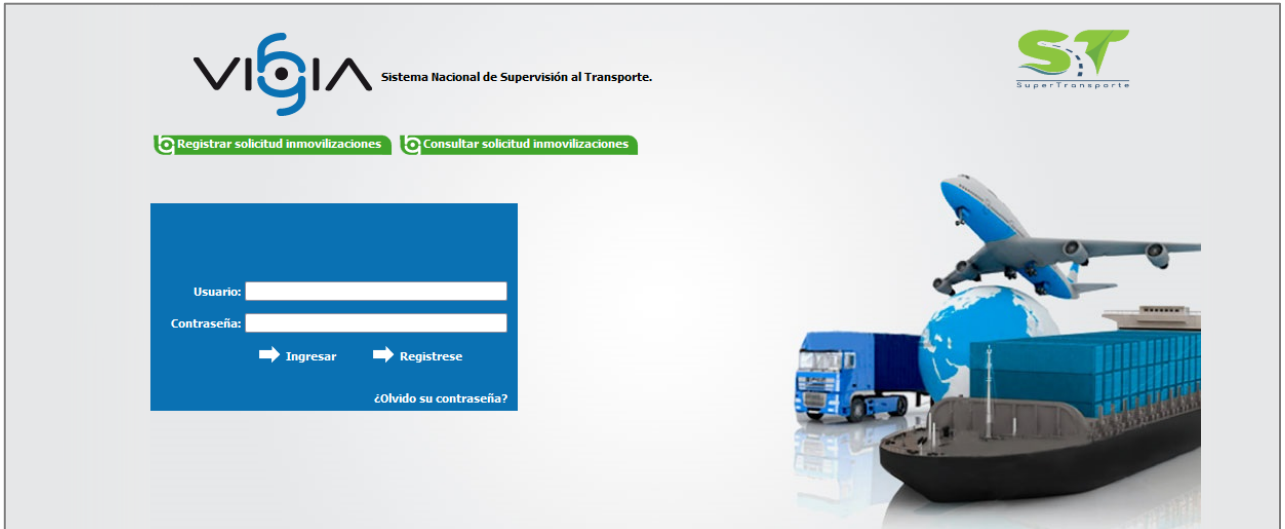 VIGIA
Sistema Nacional de Supervisión al Transporte.
ST
SuperTransporte
Registrar solicitud inmovilizaciones
Consultar solicitud inmovilizaciones
Usuario:
Contraseña:
Ingresar
Registrese
¿Olvido su contraseña?